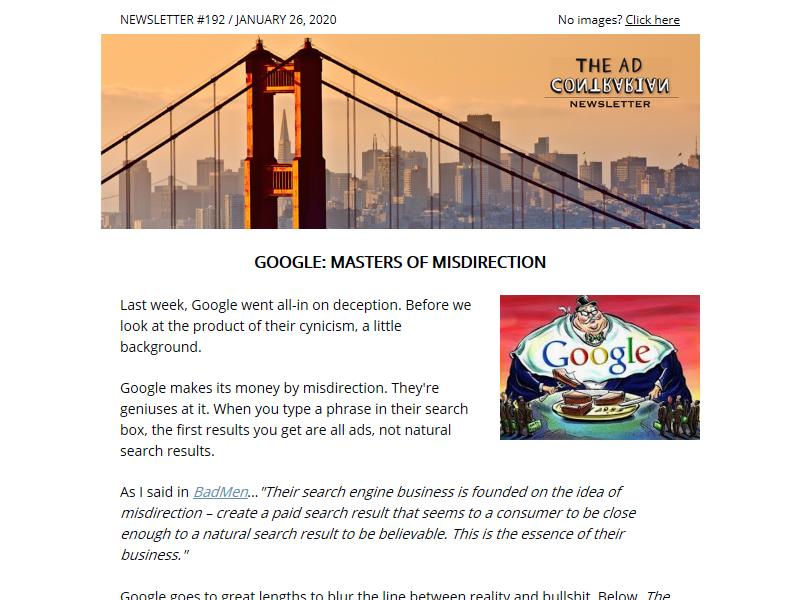 NEWSLETTER #192 / JANUARY 26, 2020
No images? Click here
THE AD
CONTRARIAN
NEWSLETTER
GOOGLE: MASTERS OF MISDIRECTION
Last week, Google went all-in on deception. Before we
look at the product of their cynicism, a little
background.
Google
Google makes its money by misdirection. They're
geniuses at it. When you type a phrase in their search
box, the first results you get are all ads, not natural
search results.
As I said in BadMen..."Their search engine business is founded on the idea of
misdirection – create a paid search result that seems to a consumer to be close
enough to a natural search result to be believable. This is the essence of their
business."
Google goes to great lengths to blur the line between reality and bullshit. Below, The